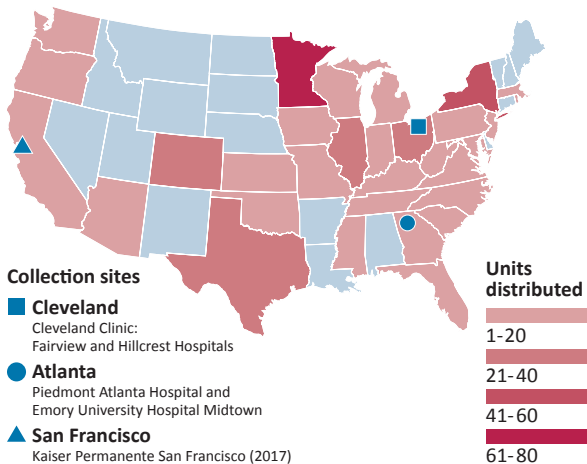 Collection sites
Cleveland
Cleveland Clinic:
Fairview and Hillcrest Hospitals
Atlanta
Piedmont Atlanta Hospital and
Emory University Hospital Midtown
San Francisco
Kaiser Permanente San Francisco (2017)
Units
distributed
1-20
21-40
41-60
61-80